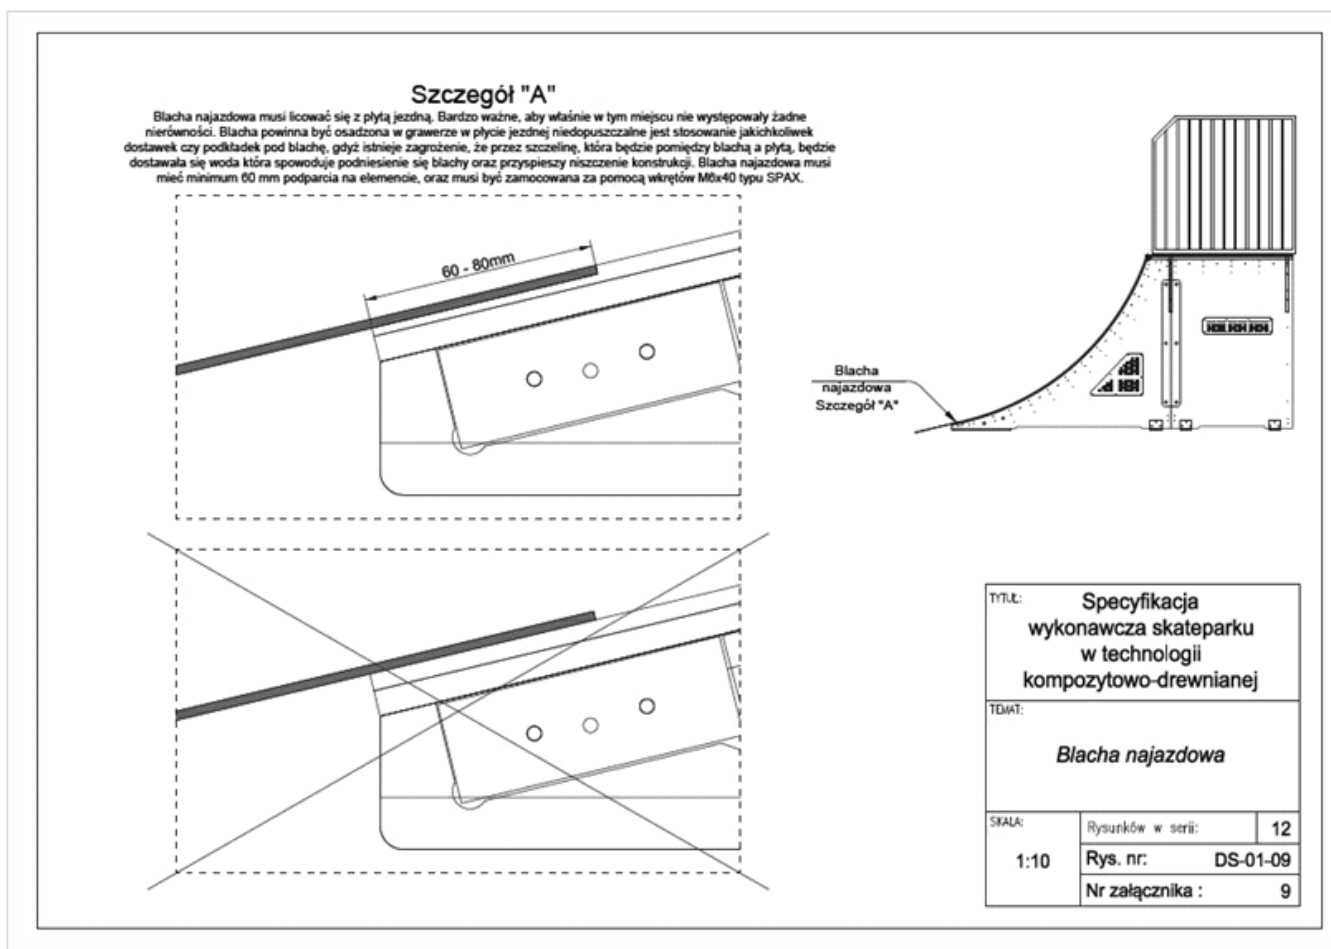 Szczegół "A"
Blacha najazdowa musi licować się z płytą jezdną. Bardzo ważne, aby właśnie w tym miejscu nie występowały żadne
nierówności. Blacha powinna być osadzona w grawerze w płycie jezdnej niedopuszczalne jest stosowanie jakichkoliwek
dostawek czy podkładek pod blachę, gdyż istnieje zagrożenie, że przez szczelinę, która będzie pomiędzy blachą a płytą, będzie
dostawała się woda która spowoduje podniesienie się blachy oraz przyspieszy niszczenie konstrukcji. Blacha najazdowa musi
mieć minimum 60 mm podparcia na elemencie, oraz musi być zamocowana za pomocą wkrętów M6x40 typu SPAX.
60 - 80mm
Blacha
najazdowa
Szczegół "A"
TYTUŁ:
Specyfikacja
wykonawcza skateparku
w technologii
kompozytowo-drewnianej
TEMAT:
Blacha najazdowa
SKALA:
1:10
Rysunków w serii: 12
Rys. nr: DS-01-09
Nr załącznika : 9